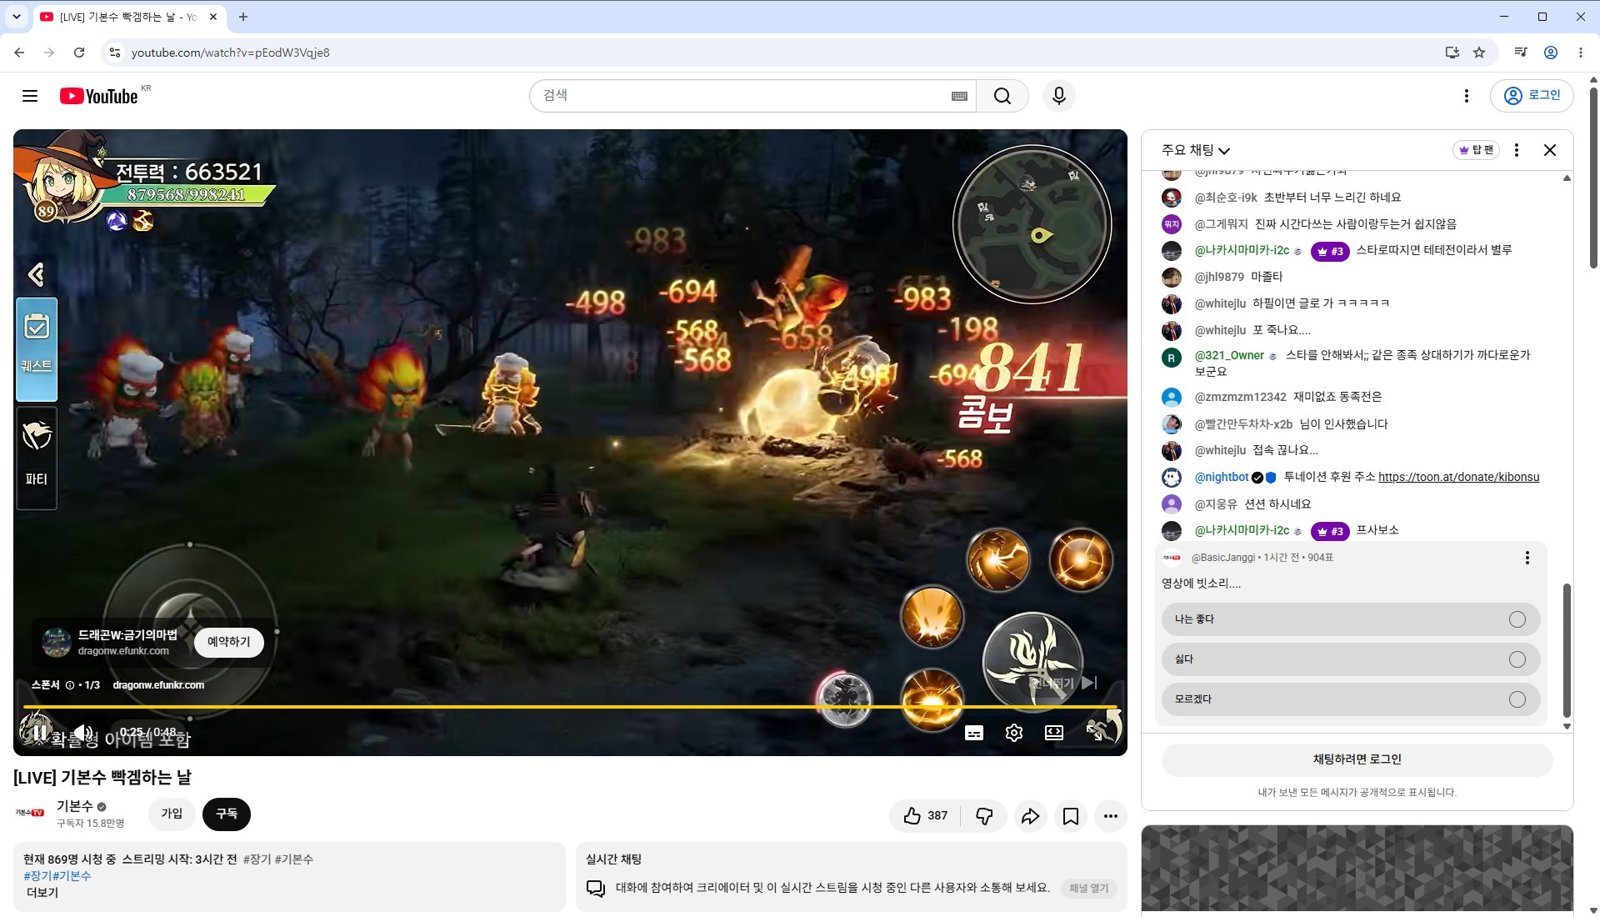 [LIVE] 기본수 빡겜하는 날 - Yo
youtube.com/watch?v=pEodW3Vqje8
YouTube KR
검색
로그인
전투력 : 663521
879568/998241
89
퀘스트
파티
-983
-498
-694
-568
-568
-658
-983
-198
-694
-498
841
콤보
-568
드래곤W:금기의마법
dragonw.efunkr.com
예약하기
스폰서 • 1/3 dragonw.efunkr.com
건너뛰기
0:25 / 0:48
※확률형 아이템 포함
주요 채팅
탑 팬
@jhl9879
@최순호-i9k 초반부터 너무 느리긴 하네요
뭐지 @그게뭐지 진짜 시간다쓰는 사람이랑두는거 쉽지않음
@나카시마미카-i2c #3 스타로따지면 테테전이라서 별루
@jhl9879 마졸타
@whitejlu 하필이면 글로 가 ㅋㅋㅋㅋㅋ
@whitejlu 포 죽나요....
R @321_Owner 스타를 안해봐서;; 같은 종족 상대하기가 까다로운가
보군요
@zmzmzm12342 재미없죠 동족전은
@빨간만두차차-x2b 님이 인사했습니다
@whitejlu 접속 끊나요...
@nightbot 투네이션 후원 주소 https://toon.at/donate/kibonsu
@지웅유 션션 하시네요
@나카시마미카-i2c #3 프사보소
@BasicJanggi • 1시간 전 • 904표
영상에 빗소리....
나는 좋다
싫다
모르겠다
채팅하려면 로그인
내가 보낸 모든 메시지가 공개적으로 표시됩니다.
[LIVE] 기본수 빡겜하는 날
기본수TV
기본수
구독자 15.8만명
가입
구독
387
현재 869명 시청 중 스트리밍 시작: 3시간 전 #장기 #기본수
#장기#기본수
더보기
실시간 채팅
대화에 참여하여 크리에이터 및 이 실시간 스트림을 시청 중인 다른 사용자와 소통해 보세요.
패널 열기